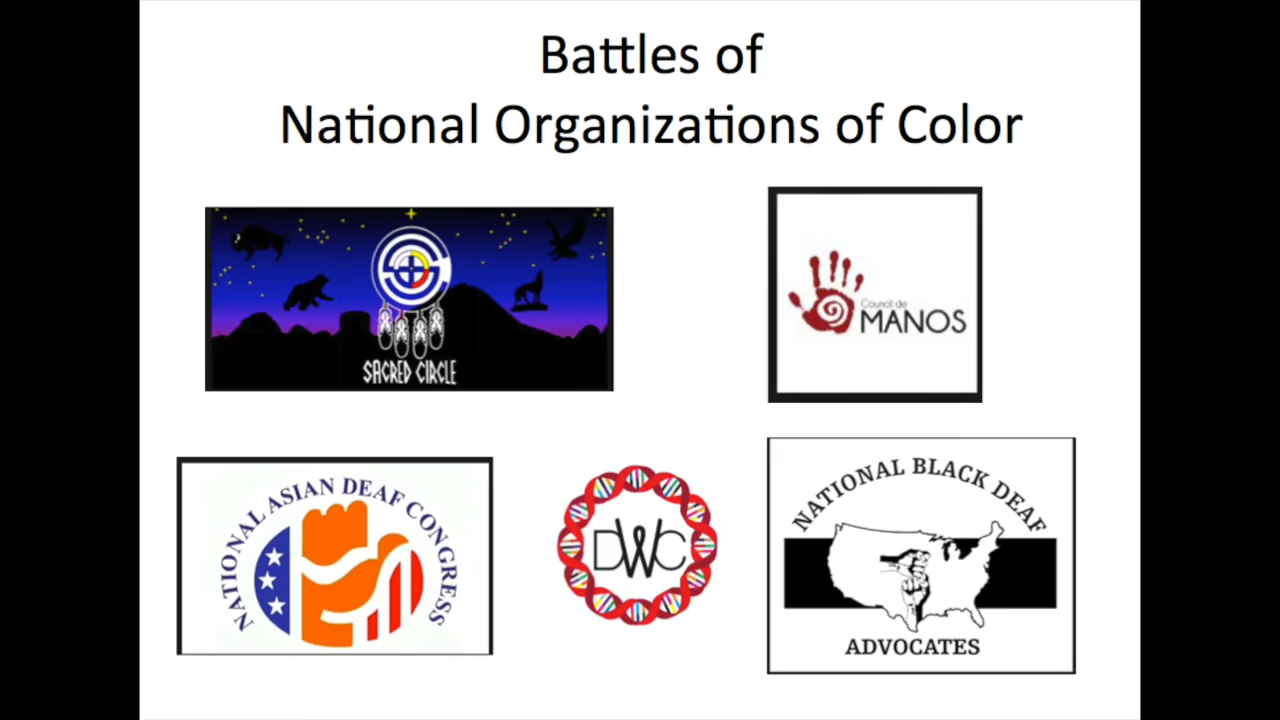 Battles of
National Organizations of Color
SACRED CIRCLE
Council de
MANOS
NATIONAL ASIAN DEAF CONGRESS
DWC
NATIONAL BLACK DEAF
ADVOCATES